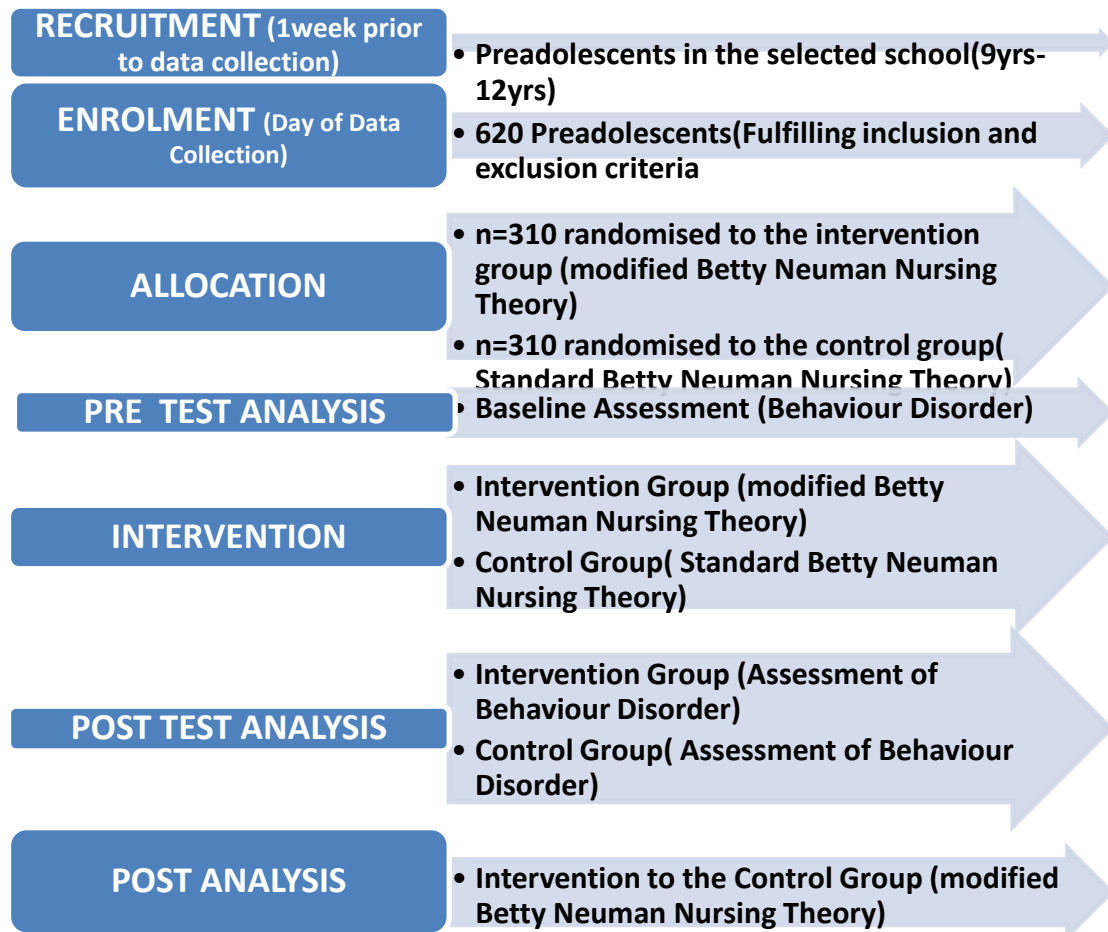 RECRUITMENT (1week prior
to data collection)
• Preadolescents in the selected school(9yrs-
12yrs)
ENROLMENT (Day of Data
Collection)
• 620 Preadolescents(Fulfilling inclusion and
exclusion criteria
ALLOCATION
• n=310 randomised to the intervention
group (modified Betty Neuman Nursing
Theory)
• n=310 randomised to the control group(
Standard Betty Neuman Nursing Theory)
PRE TEST ANALYSIS
• Baseline Assessment (Behaviour Disorder)
INTERVENTION
• Intervention Group (modified Betty
Neuman Nursing Theory)
• Control Group( Standard Betty Neuman
Nursing Theory)
POST TEST ANALYSIS
• Intervention Group (Assessment of
Behaviour Disorder)
• Control Group( Assessment of Behaviour
Disorder)
POST ANALYSIS
• Intervention to the Control Group (modified
Betty Neuman Nursing Theory)